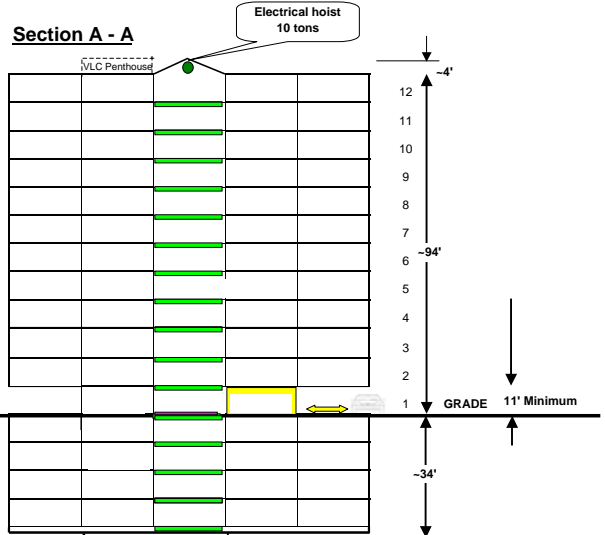 Electrical hoist
10 tons
Section A - A
VLC Penthouse
~4'
12
11
10
9
8
7
~94'
6
5
4
3
2
1
GRADE
11' Minimum
~34'